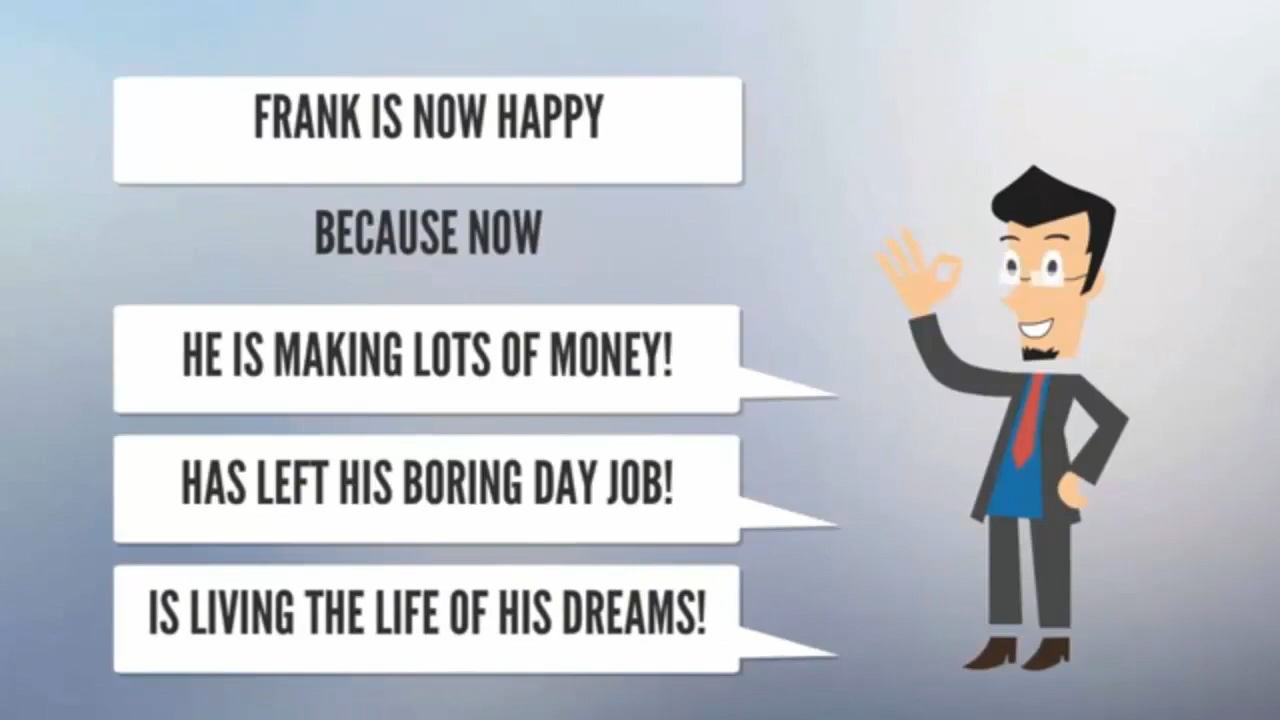 FRANK IS NOW HAPPY
BECAUSE NOW
HE IS MAKING LOTS OF MONEY!
HAS LEFT HIS BORING DAY JOB!
IS LIVING THE LIFE OF HIS DREAMS!